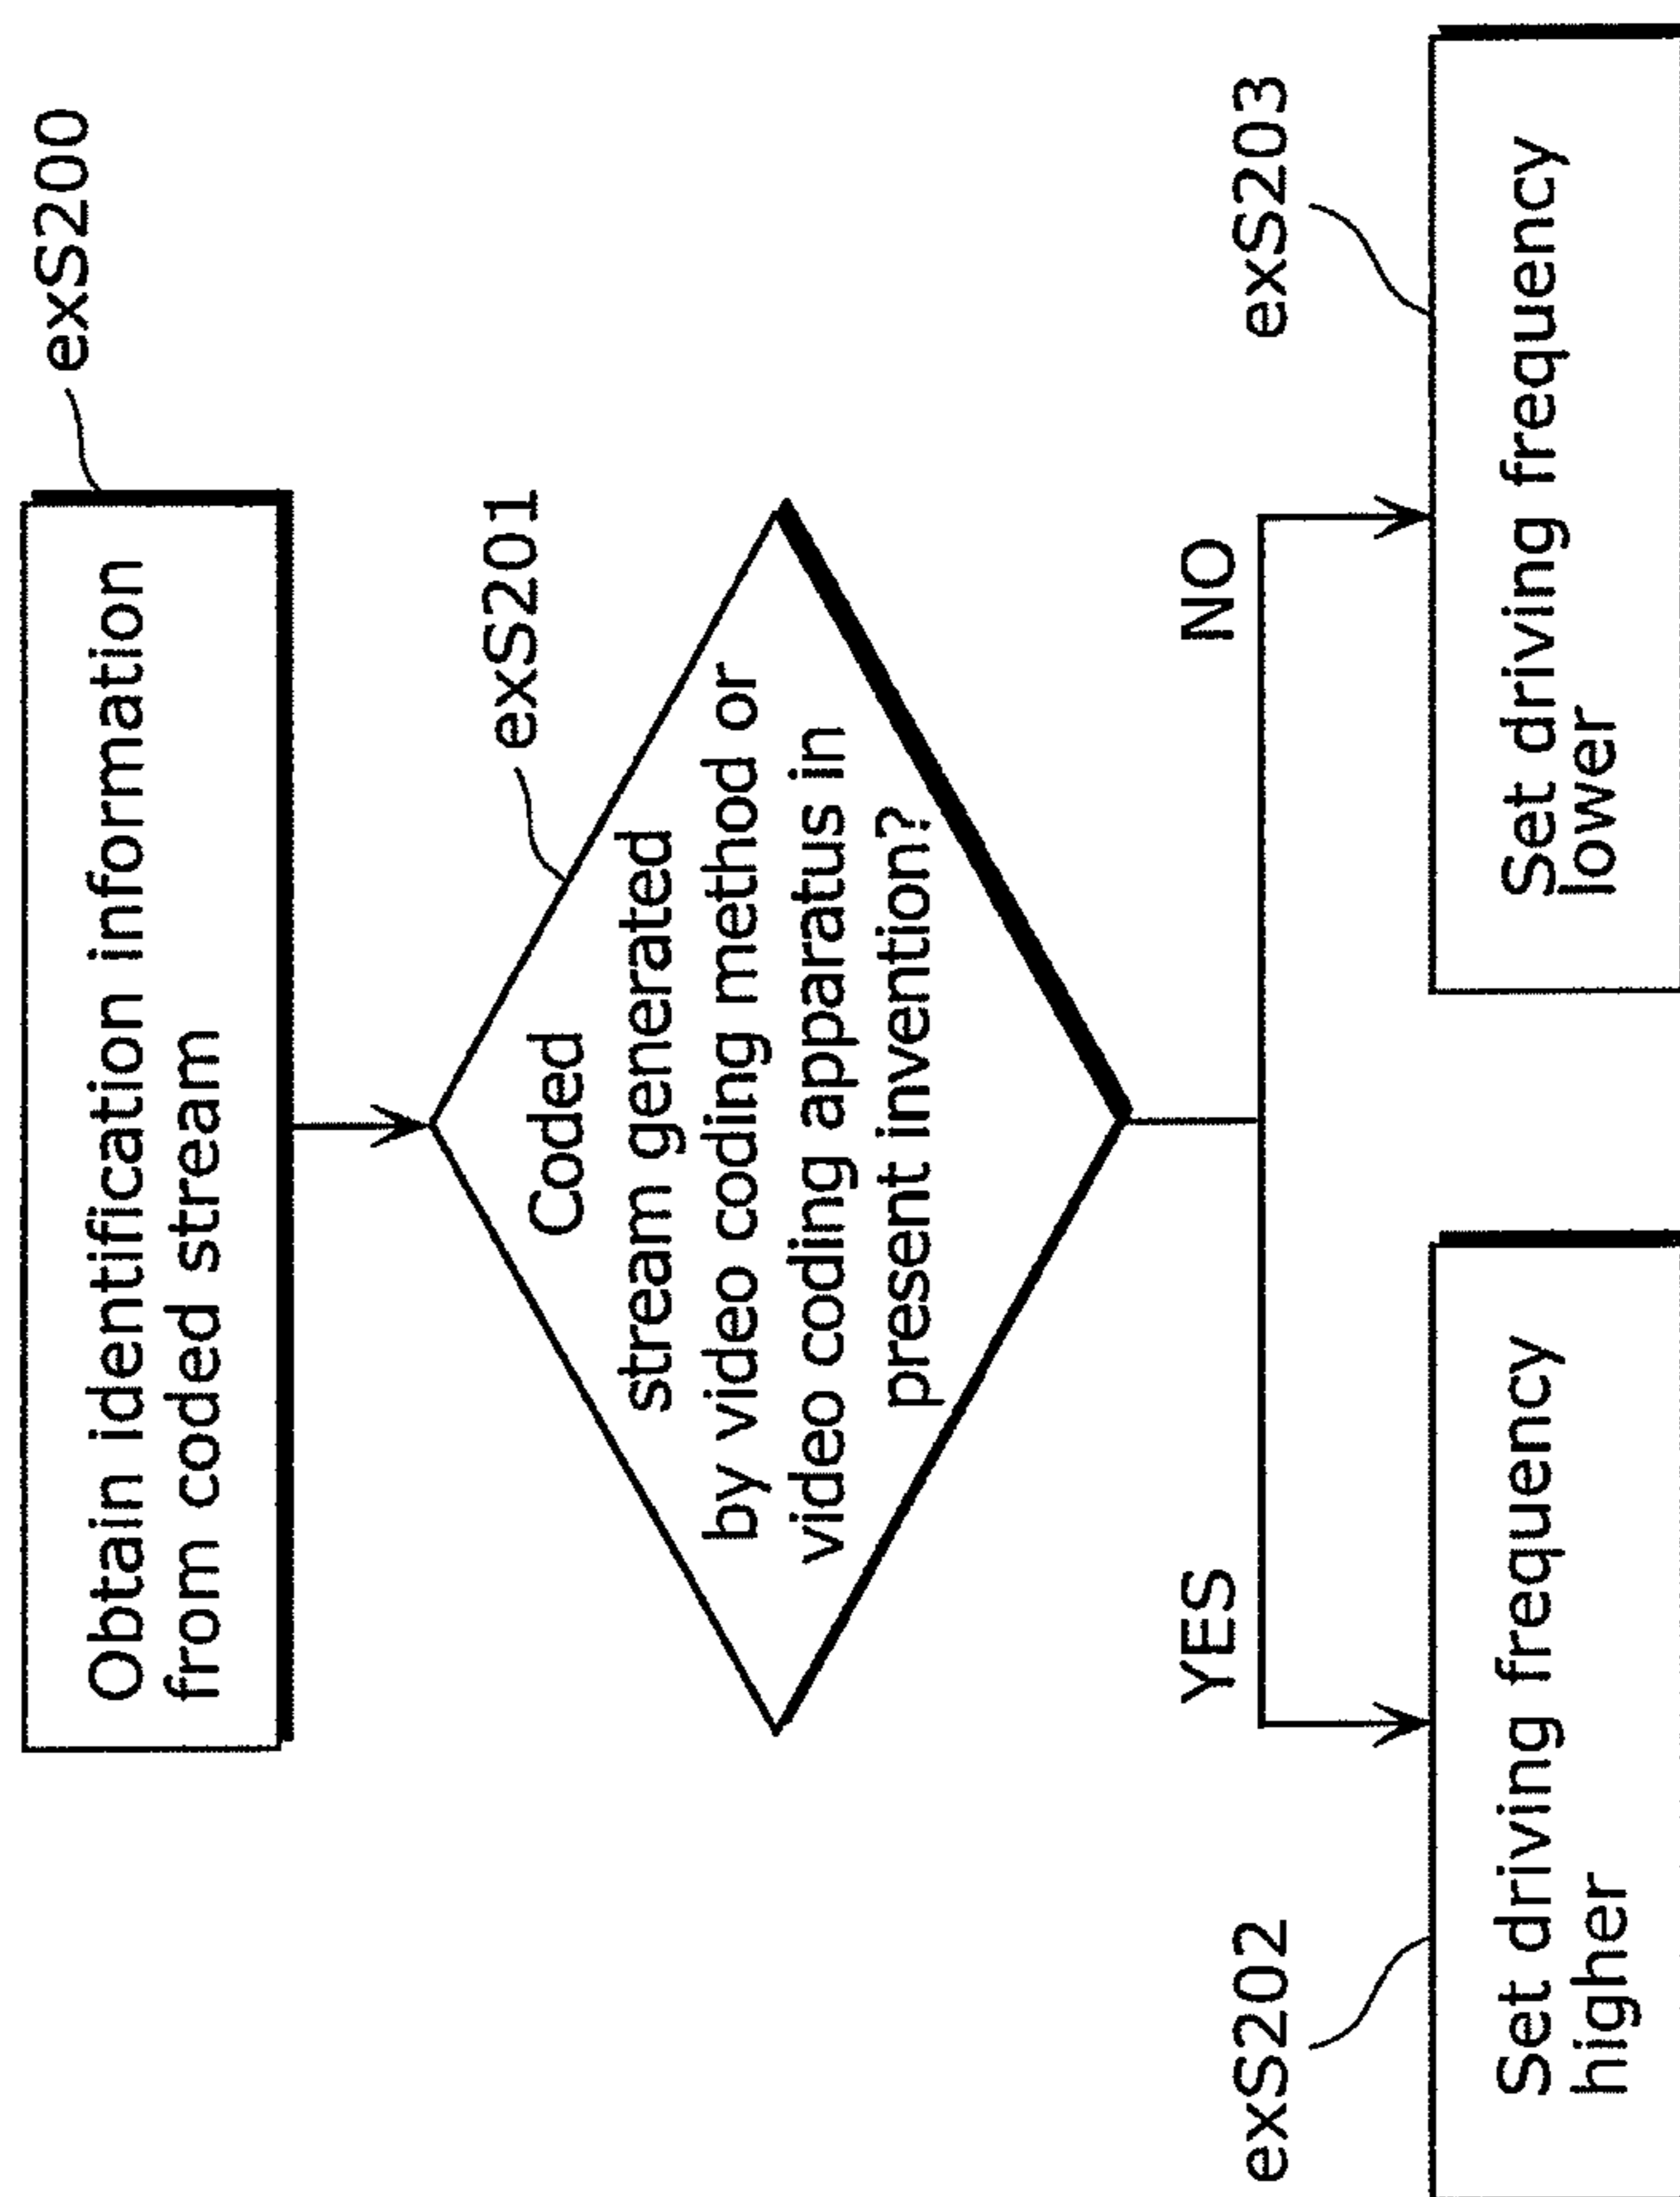 exS200
Obtain identification information
from coded stream
exS201
Coded
stream generated
by video coding method or
video coding apparatus in
present invention?
YES
NO
exS202
exS203
Set driving frequency
higher
Set driving frequency
lower